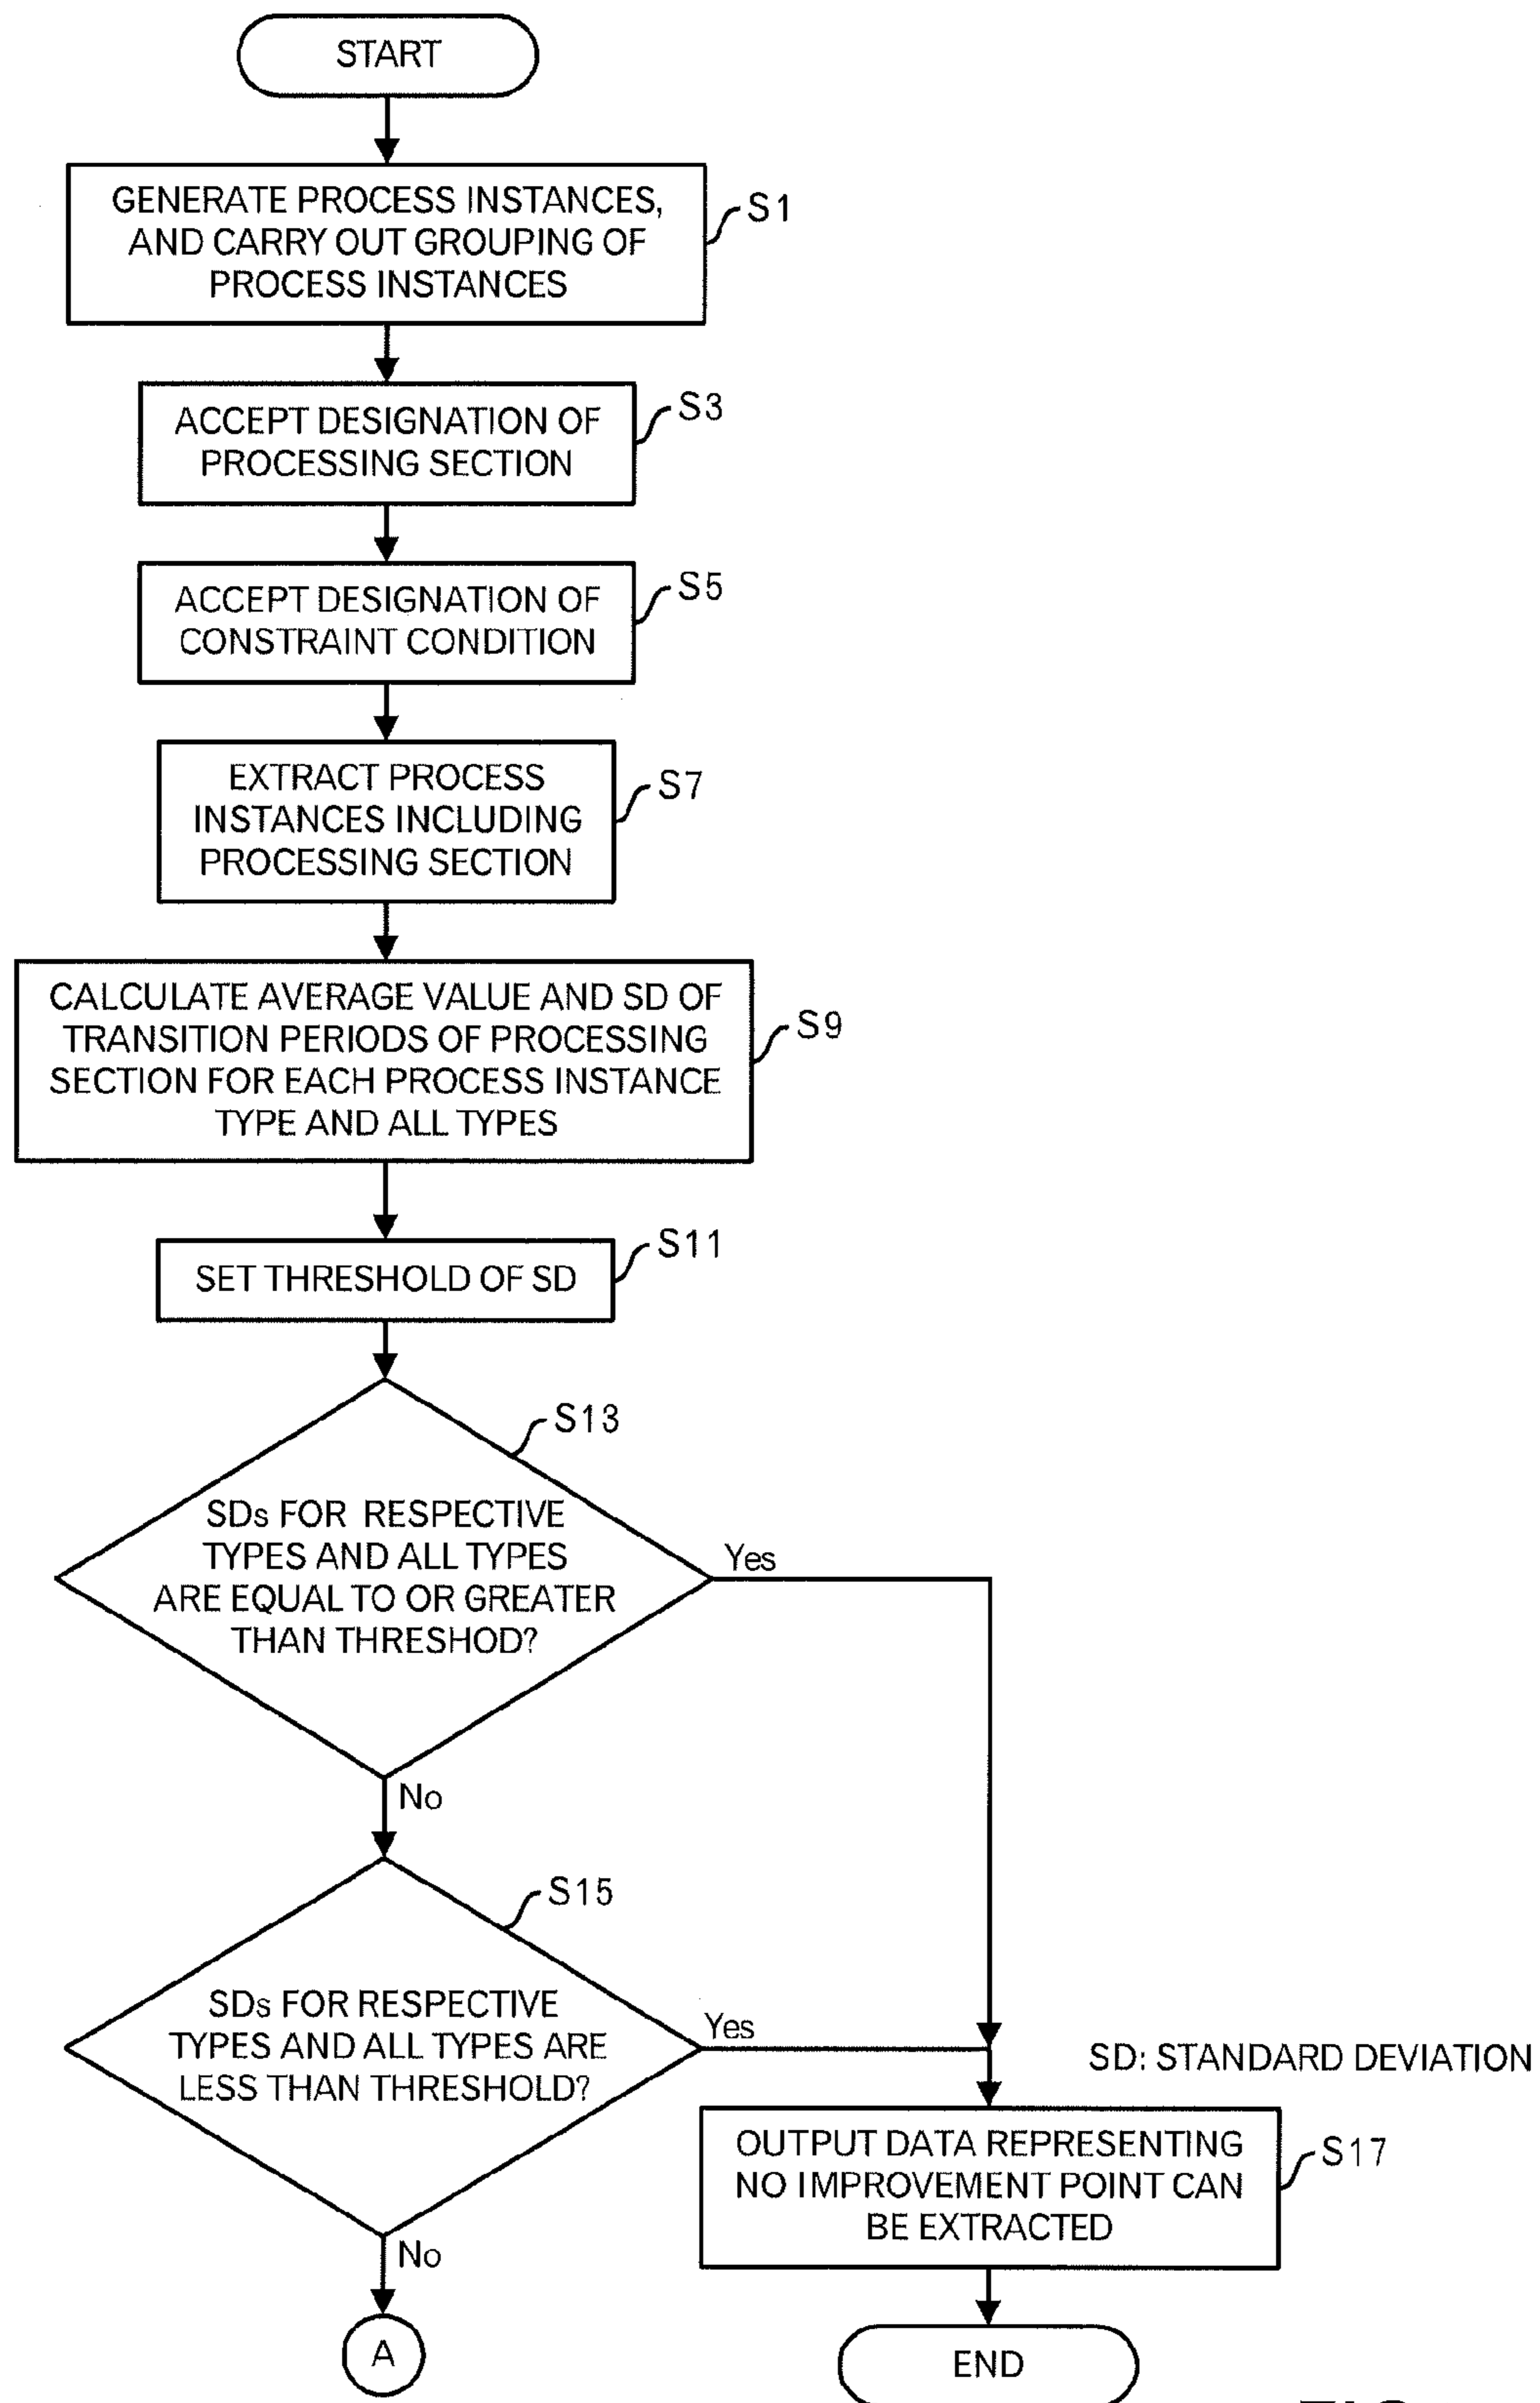 START
GENERATE PROCESS INSTANCES,
AND CARRY OUT GROUPING OF
PROCESS INSTANCES
S1
ACCEPT DESIGNATION OF
PROCESSING SECTION
S3
ACCEPT DESIGNATION OF
CONSTRAINT CONDITION
S5
EXTRACT PROCESS
INSTANCES INCLUDING
PROCESSING SECTION
S7
CALCULATE AVERAGE VALUE AND SD OF
TRANSITION PERIODS OF PROCESSING
SECTION FOR EACH PROCESS INSTANCE
TYPE AND ALL TYPES
S9
SET THRESHOLD OF SD
S11
S13
SDs FOR RESPECTIVE
TYPES AND ALL TYPES
ARE EQUAL TO OR GREATER
THAN THRESHOD?
Yes
No
S15
SDs FOR RESPECTIVE
TYPES AND ALL TYPES ARE
LESS THAN THRESHOLD?
Yes
No
SD: STANDARD DEVIATION
OUTPUT DATA REPRESENTING
NO IMPROVEMENT POINT CAN
BE EXTRACTED
S17
A
END